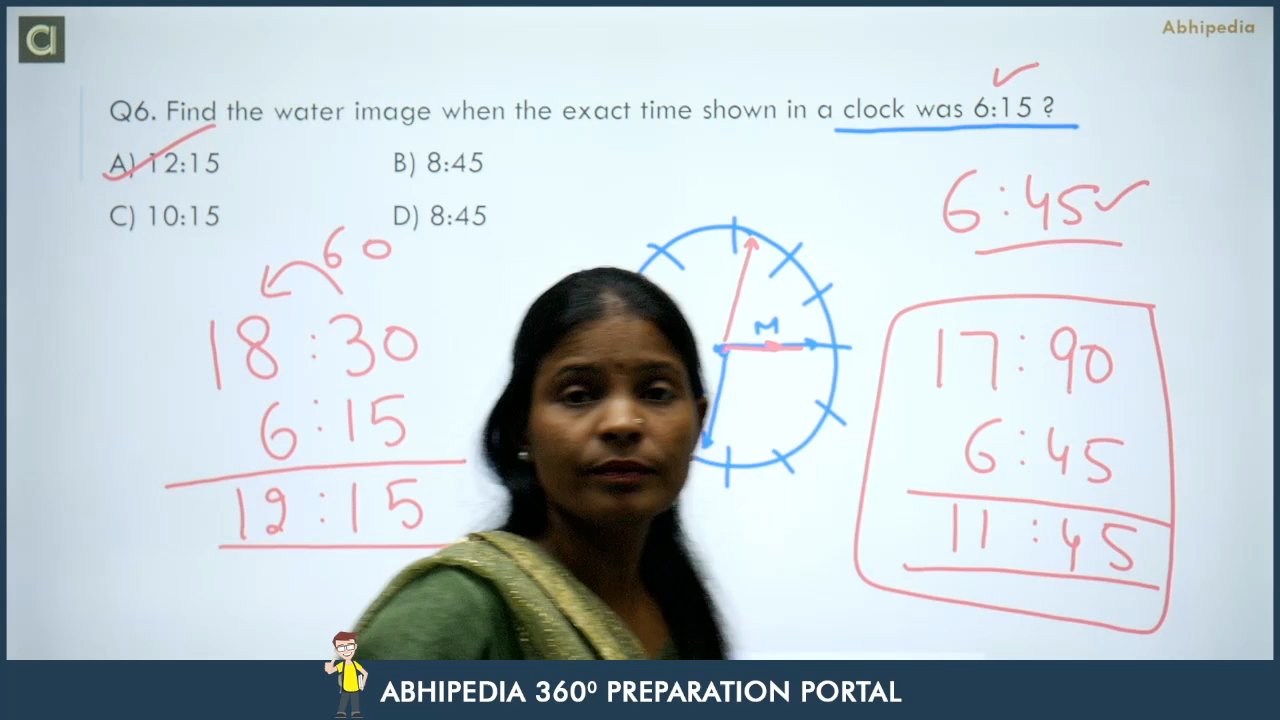 Abhipedia
Q6. Find the water image when the exact time shown in a clock was 6:15 ?
A) 12:15
B) 8:45
C) 10:15
D) 8:45
6:45
60
18:30
6:15
12:15
M
17:90
6:45
11:45
ABHIPEDIA 360⁰ PREPARATION PORTAL